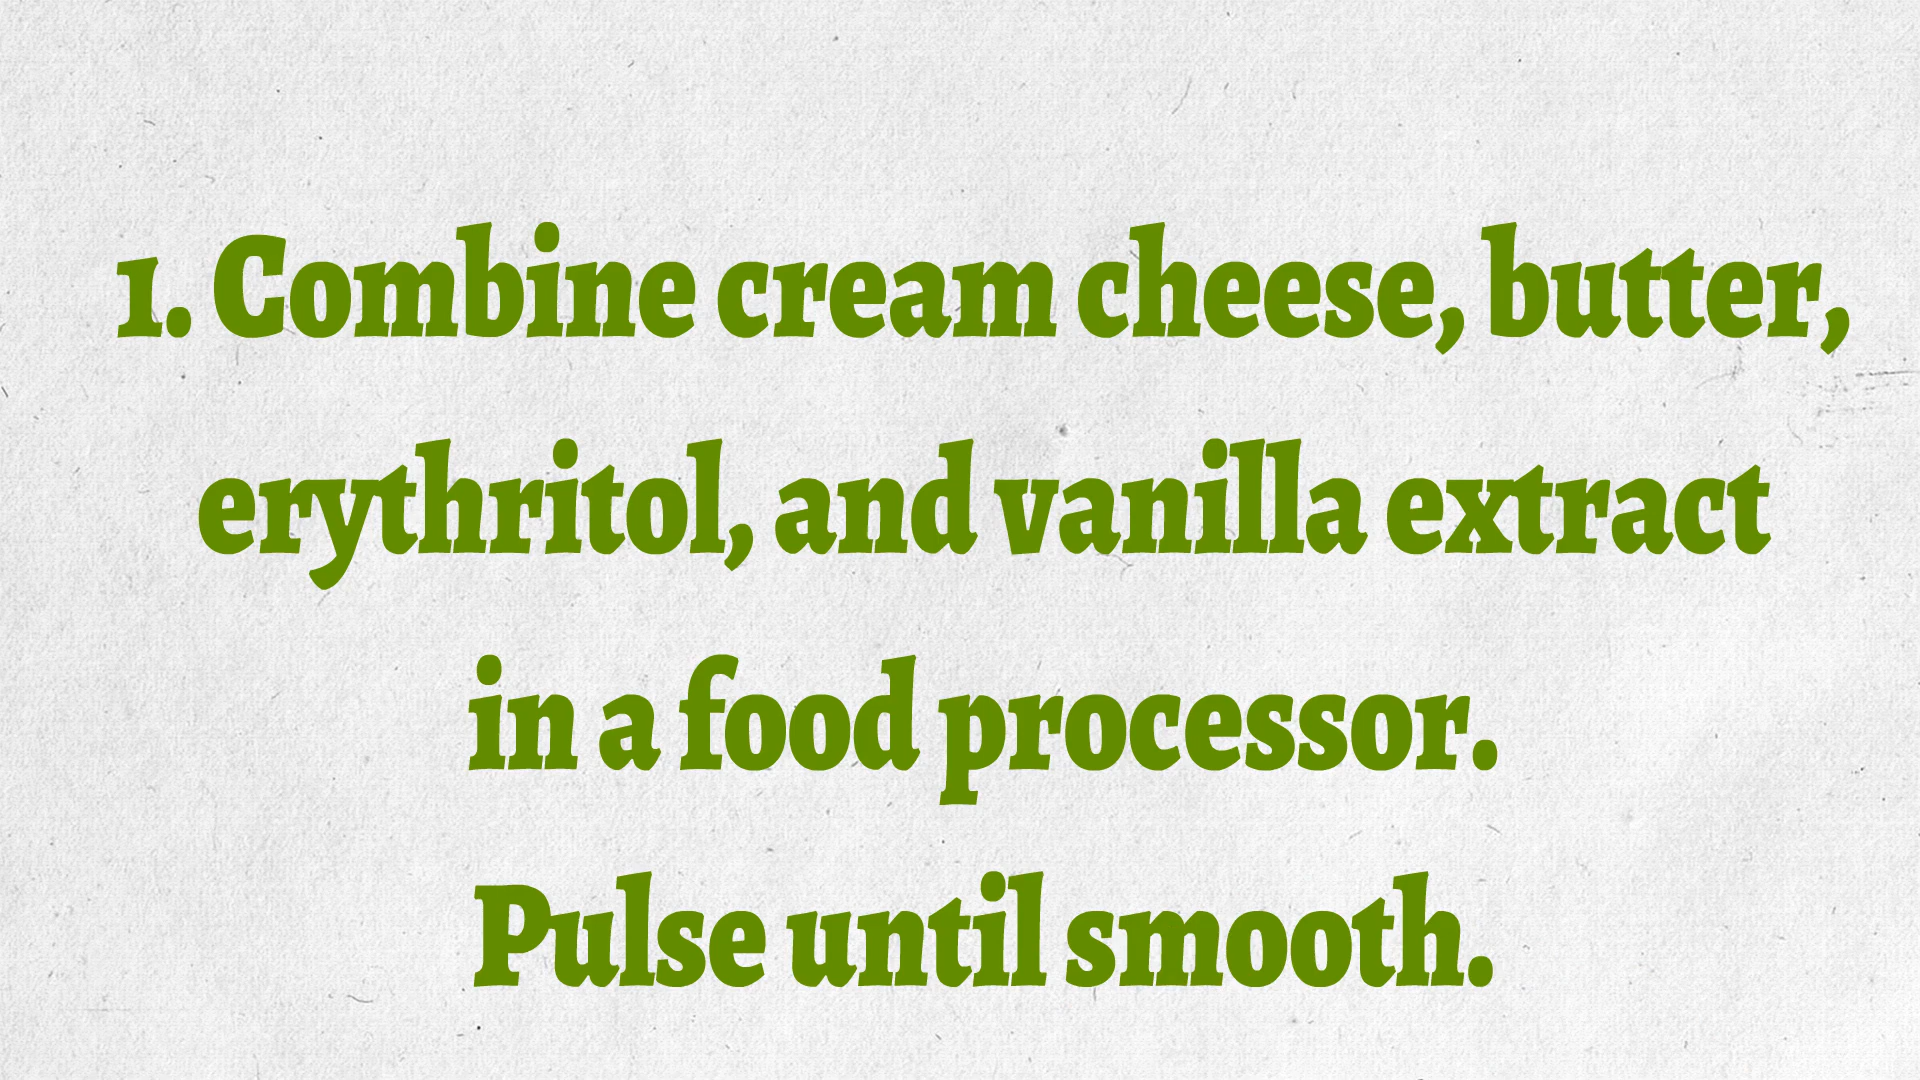 1. Combine cream cheese, butter,
erythritol, and vanilla extract
in a food processor.
Pulse until smooth.